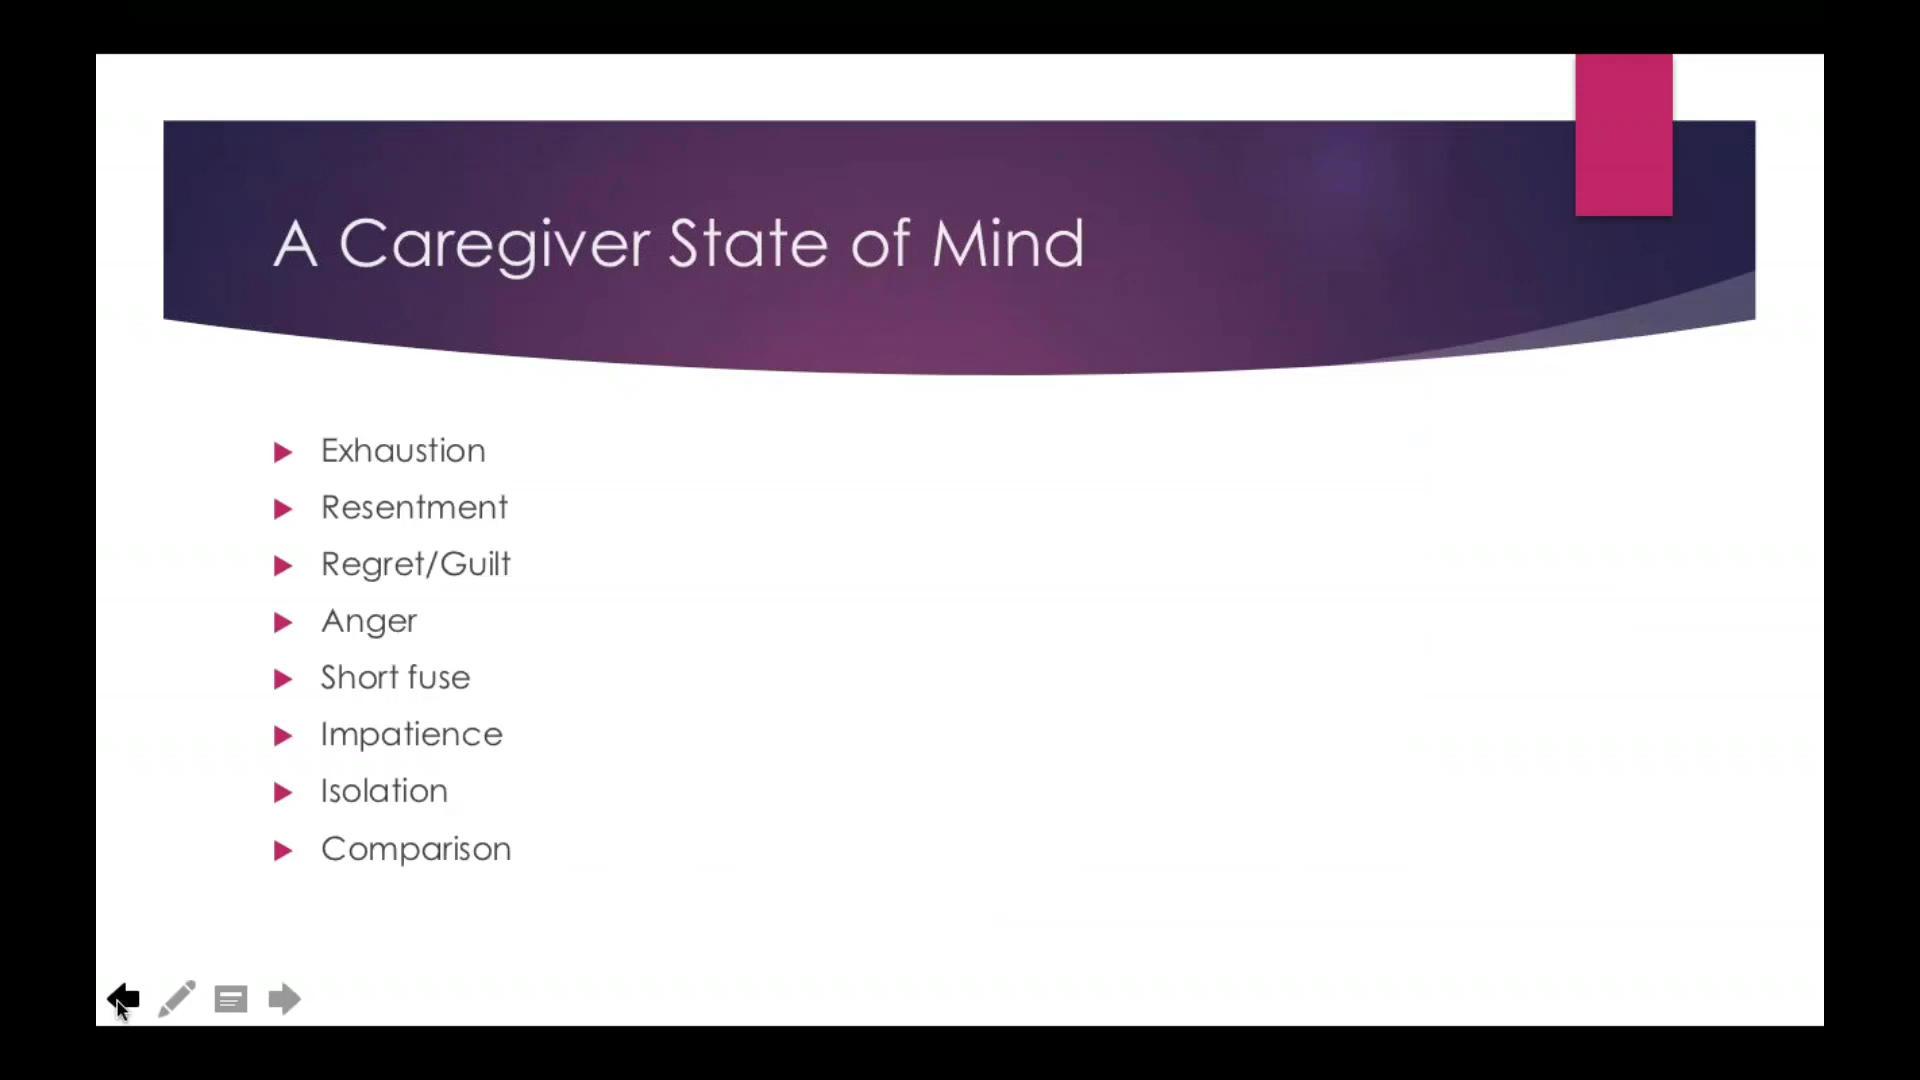 A Caregiver State of Mind
Exhaustion
Resentment
Regret/Guilt
Anger
Short fuse
Impatience
Isolation
Comparison